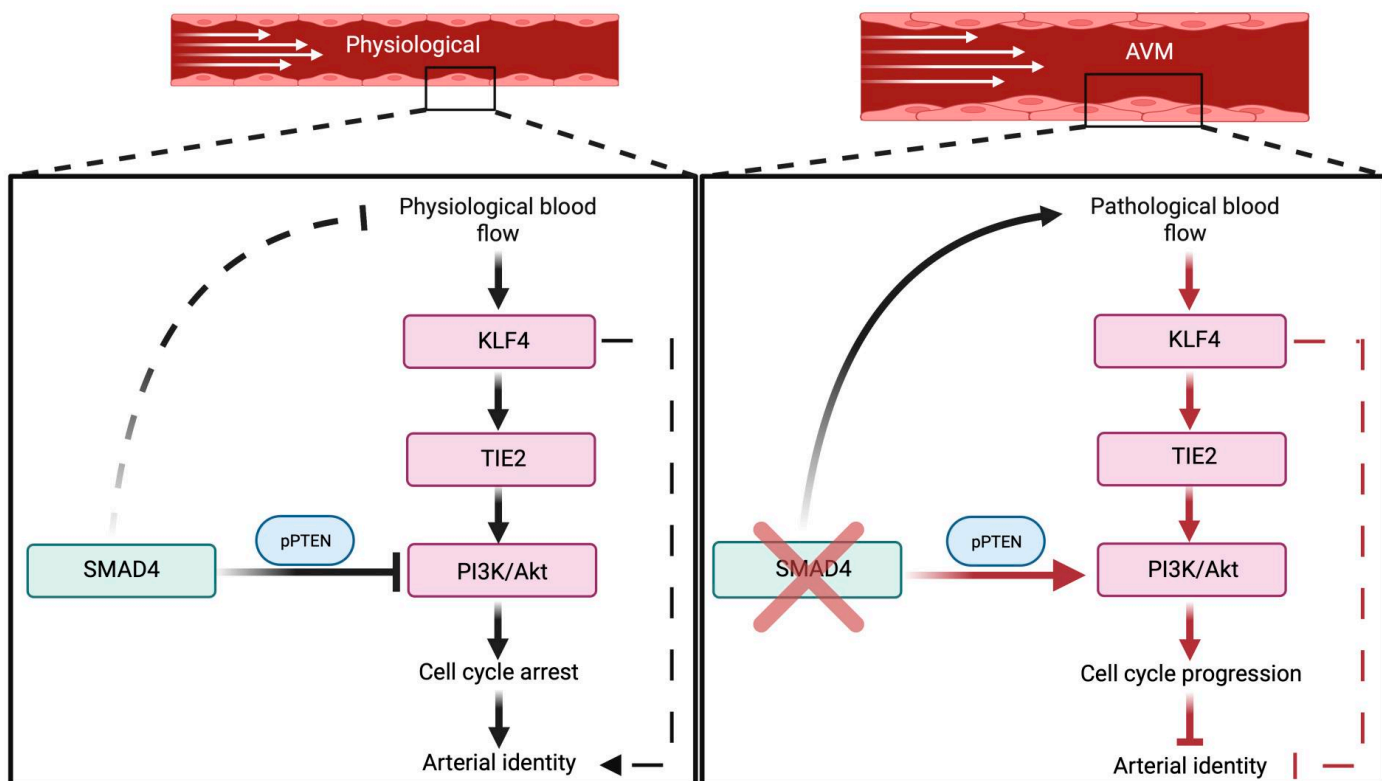 Physiological
AVM
Physiological blood
flow
KLF4
TIE2
pPTEN
SMAD4
PI3K/Akt
Cell cycle arrest
Arterial identity
Pathological blood
flow
KLF4
TIE2
pPTEN
SMAD4
PI3K/Akt
Cell cycle progression
Arterial identity